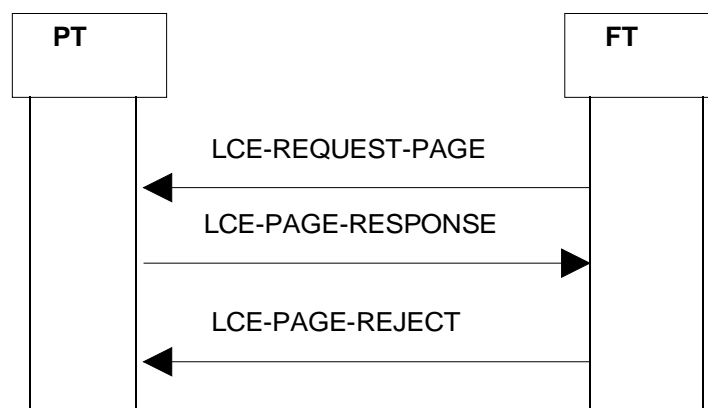 PT
FT
LCE-REQUEST-PAGE
LCE-PAGE-RESPONSE
LCE-PAGE-REJECT